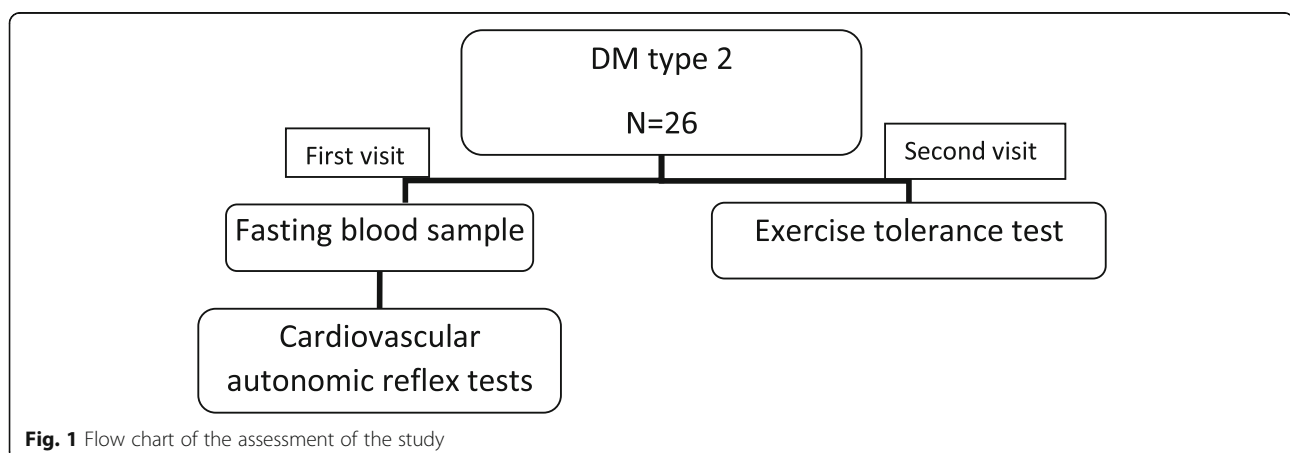 DM type 2
N=26
First visit
Second visit
Fasting blood sample
Exercise tolerance test
Cardiovascular
autonomic reflex tests
Fig. 1 Flow chart of the assessment of the study